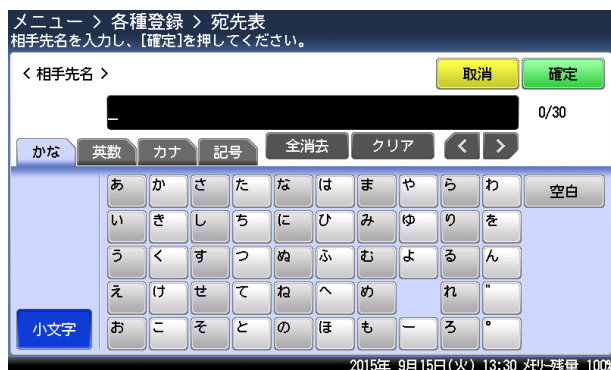 メニュー > 各種登録 > 宛先表
相手先名を入力し、[確定]を押してください。
< 相手先名 > 取消 確定
_ 0/30
かな 英数 カナ 記号 全消去 クリア < >
あ か さ た な は ま や ら わ 空白
い き し ち に ひ み ゆ り を
う く す つ ぬ ふ む よ る ん
え け せ て ね へ め れ ゛
小文字 お こ そ と の ほ も ー ろ ゜
2015年 9月15日(火) 13:30 メモリー残量 100%